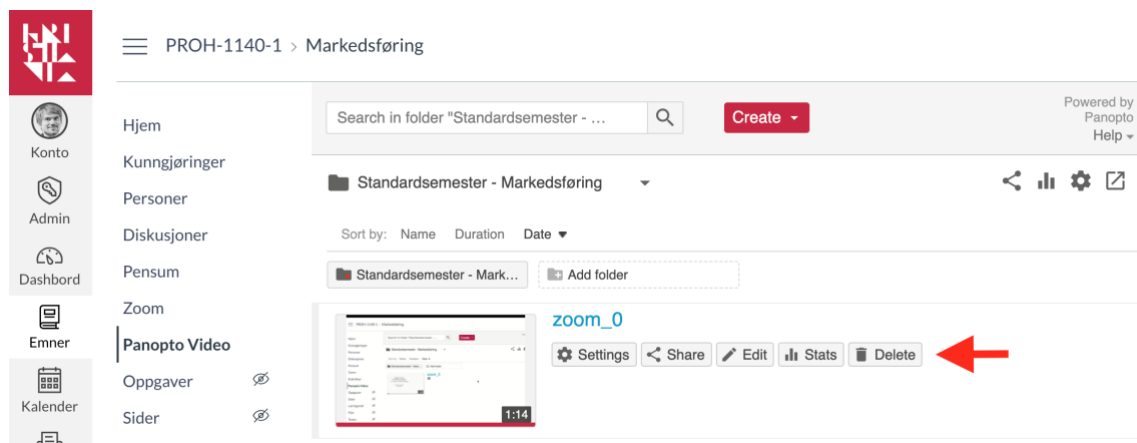 PROH-1140-1 › Markedsføring
Konto
Admin
Dashbord
Emner
Kalender
Hjem
Kunngjøringer
Personer
Diskusjoner
Pensum
Zoom
Panopto Video
Oppgaver
Sider
Search in folder "Standardsemester - ...
Create
Powered by
Panopto
Help
Standardsemester - Markedsføring
Sort by: Name Duration Date
Standardsemester - Mark...
Add folder
zoom_0
Settings Share Edit Stats Delete
1:14